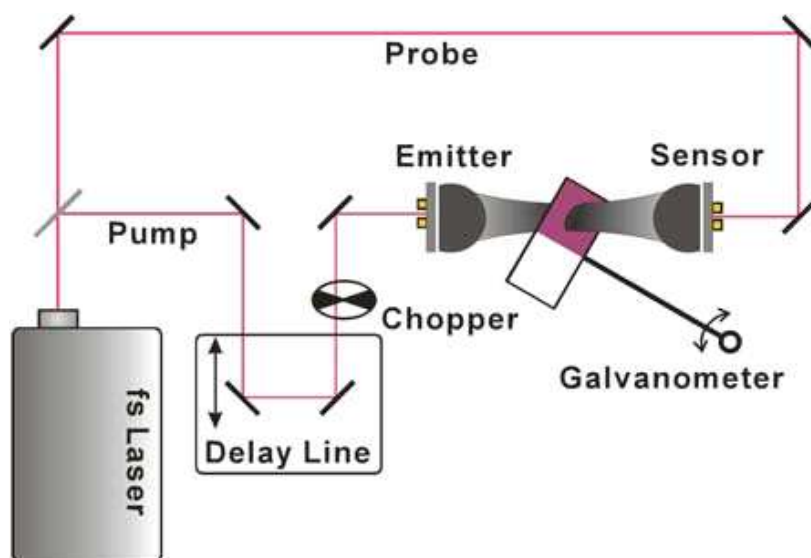 Probe
Emitter
Sensor
Pump
Chopper
Galvanometer
Delay Line
fs Laser